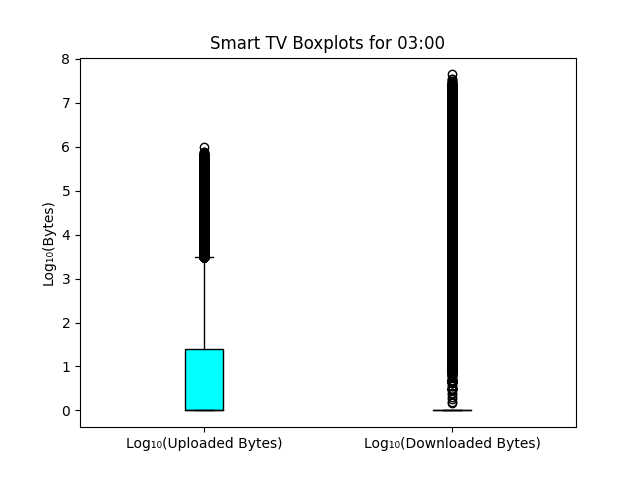 Smart TV Boxplots for 03:00
Log₁₀(Bytes)
8
7
6
5
4
3
2
1
0
Log₁₀(Uploaded Bytes)
Log₁₀(Downloaded Bytes)